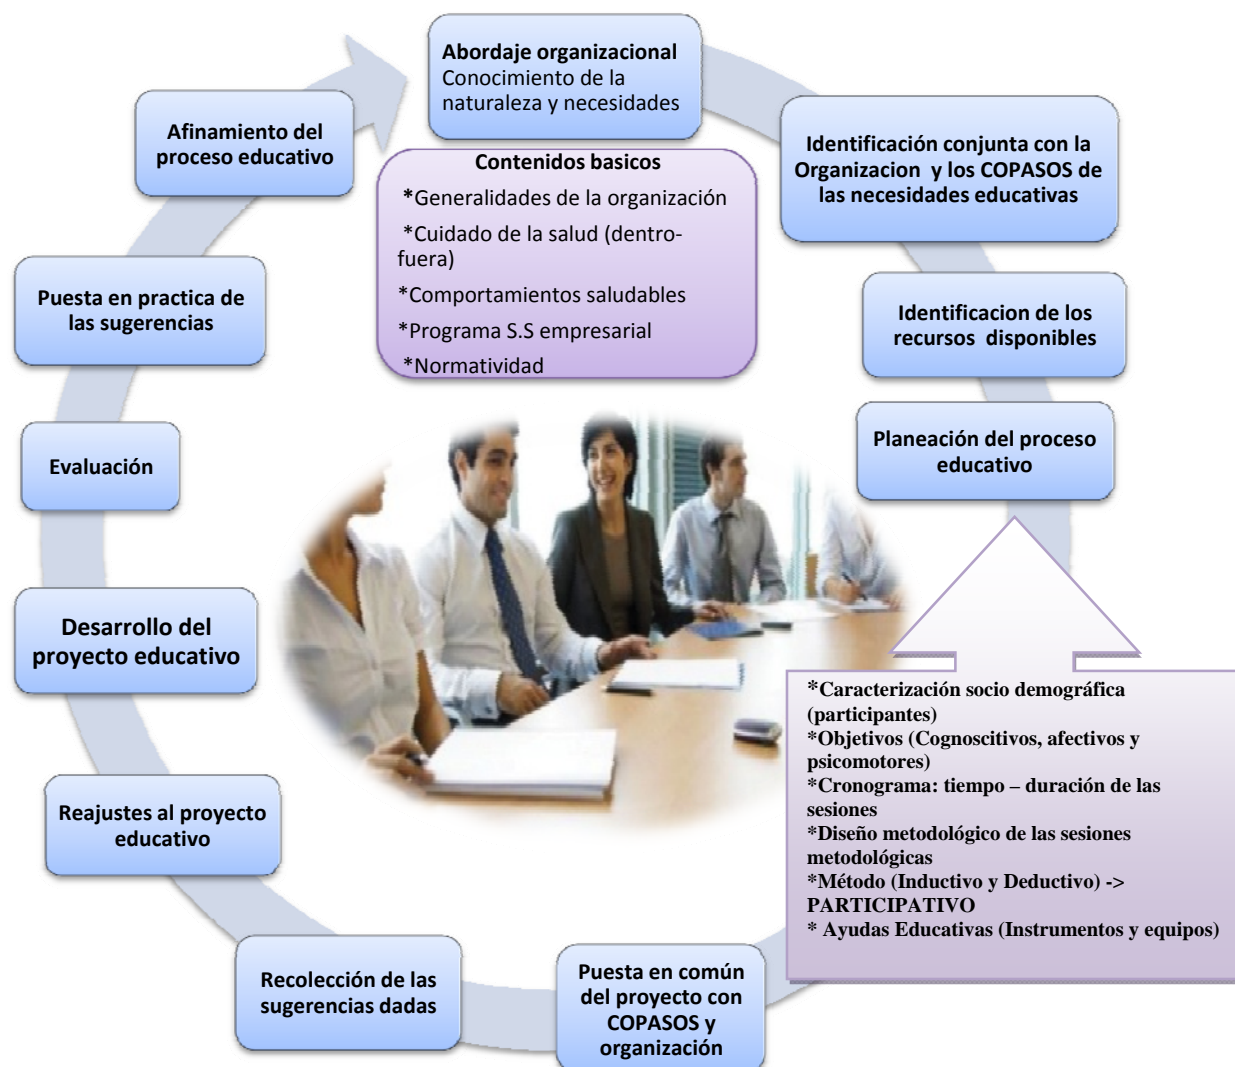 Abordaje organizacional
Conocimiento de la
naturaleza y necesidades
Identificación conjunta con la
Organizacion y los COPASOS de
las necesidades educativas
Identificacion de los
recursos disponibles
Planeación del proceso
educativo
*Caracterización socio demográfica
(participantes)
*Objetivos (Cognoscitivos, afectivos y
psicomotores)
*Cronograma: tiempo – duración de las
sesiones
*Diseño metodológico de las sesiones
metodológicas
*Método (Inductivo y Deductivo) ->
PARTICIPATIVO
* Ayudas Educativas (Instrumentos y equipos)
Puesta en común
del proyecto con
COPASOS y
organización
Recolección de las
sugerencias dadas
Reajustes al proyecto
educativo
Desarrollo del
proyecto educativo
Evaluación
Puesta en practica de
las sugerencias
Afinamiento del
proceso educativo
Contenidos basicos
*Generalidades de la organización
*Cuidado de la salud (dentro-
fuera)
*Comportamientos saludables
*Programa S.S empresarial
*Normatividad